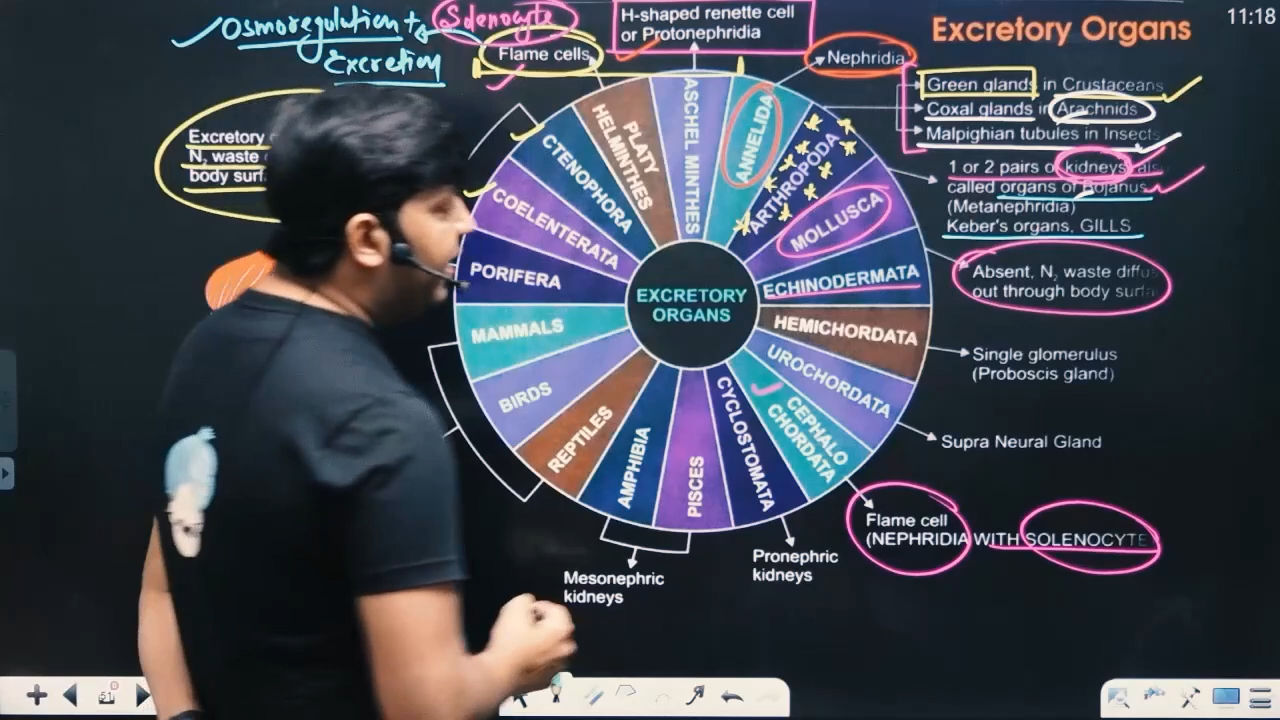 11:18
Excretory Organs
Osmoregulation +
Excretion
Solenocyte
Flame cells
H-shaped renette cell
or Protonephridia
Nephridia
Green glands in Crustaceans
Coxal glands in Arachnids
Malpighian tubules in Insects
1 or 2 pairs of kidneys
called organs of Bojanus
(Metanephridia)
Keber's organs, GILLS
Absent, N₂ waste
out through body
Single glomerulus
(Proboscis gland)
Supra Neural Gland
Flame cell
(NEPHRIDIA WITH SOLENOCYTE
Pronephric
kidneys
Mesonephric
kidneys
Excretory
N₂ waste
body
EXCRETORY
ORGANS
PORIFERA
COELENTERATA
CTENOPHORA
PLATY
HELMINTHES
ASCHEL MINTHES
ANNELIDA
ARTHROPODA
MOLLUSCA
ECHINODERMATA
HEMICHORDATA
UROCHORDATA
CEPHALO
CHORDATA
CYCLOSTOMATA
PISCES
AMPHIBIA
REPTILES
BIRDS
MAMMALS
51